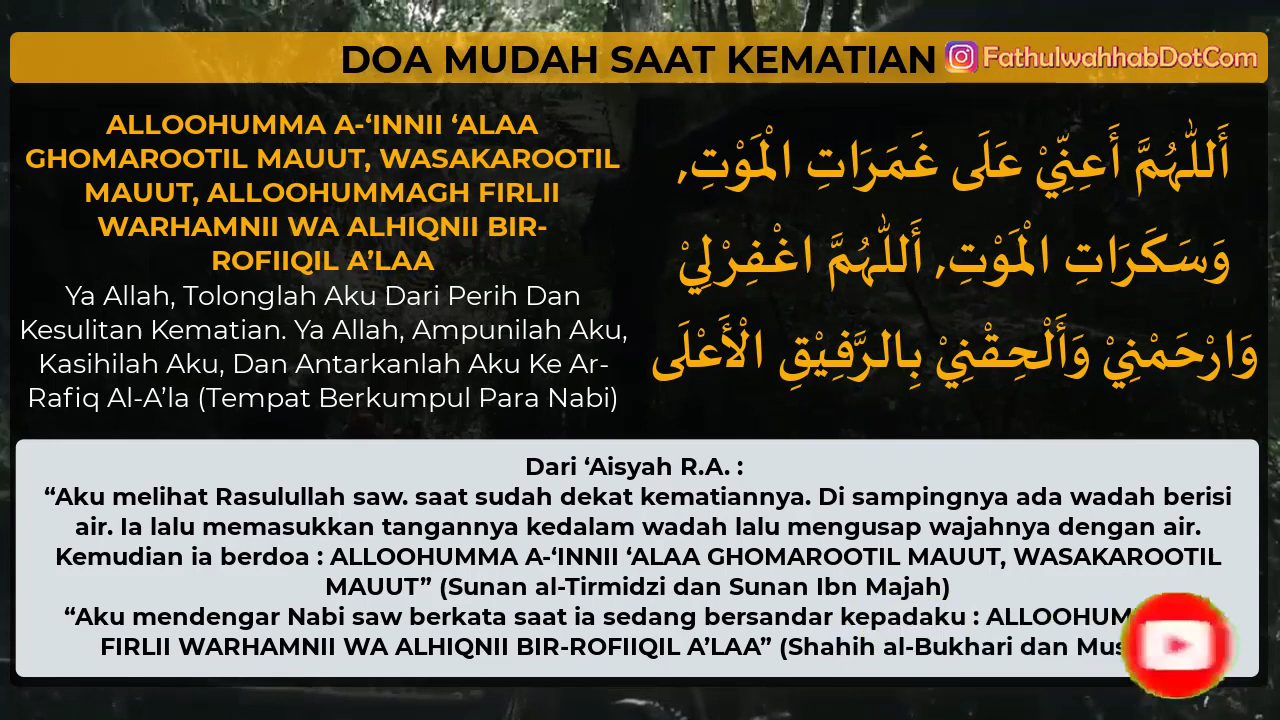 DOA MUDAH SAAT KEMATIAN
FathulwahhabDotCom
ALLOOHUMMA A-‘INNII ‘ALAA
GHOMAROOTIL MAUUT, WASAKAROOTIL
MAUUT, ALLOOHUMMAGH FIRLII
WARHAMNII WA ALHIQNII BIR-
ROFIIQIL A’LAA
Ya Allah, Tolonglah Aku Dari Perih Dan
Kesulitan Kematian. Ya Allah, Ampunilah Aku,
Kasihilah Aku, Dan Antarkanlah Aku Ke Ar-
Rafiq Al-A’la (Tempat Berkumpul Para Nabi)
أَللّٰهُمَّ أَعِنِّيْ عَلَى غَمَرَاتِ الْمَوْتِ,
وَسَكَرَاتِ الْمَوْتِ, أَللّٰهُمَّ اغْفِرْلِيْ
وَارْحَمْنِيْ وَأَلْحِقْنِيْ بِالرَّفِيْقِ الْأَعْلَى
Dari ‘Aisyah R.A. :
“Aku melihat Rasulullah saw. saat sudah dekat kematiannya. Di sampingnya ada wadah berisi
air. Ia lalu memasukkan tangannya kedalam wadah lalu mengusap wajahnya dengan air.
Kemudian ia berdoa : ALLOOHUMMA A-‘INNII ‘ALAA GHOMAROOTIL MAUUT, WASAKAROOTIL
MAUUT” (Sunan al-Tirmidzi dan Sunan Ibn Majah)
“Aku mendengar Nabi saw berkata saat ia sedang bersandar kepadaku :
FIRLII WARHAMNII WA ALHIQNII BIR-ROFIIQIL A’LAA” (Shahih al-Bukhari dan